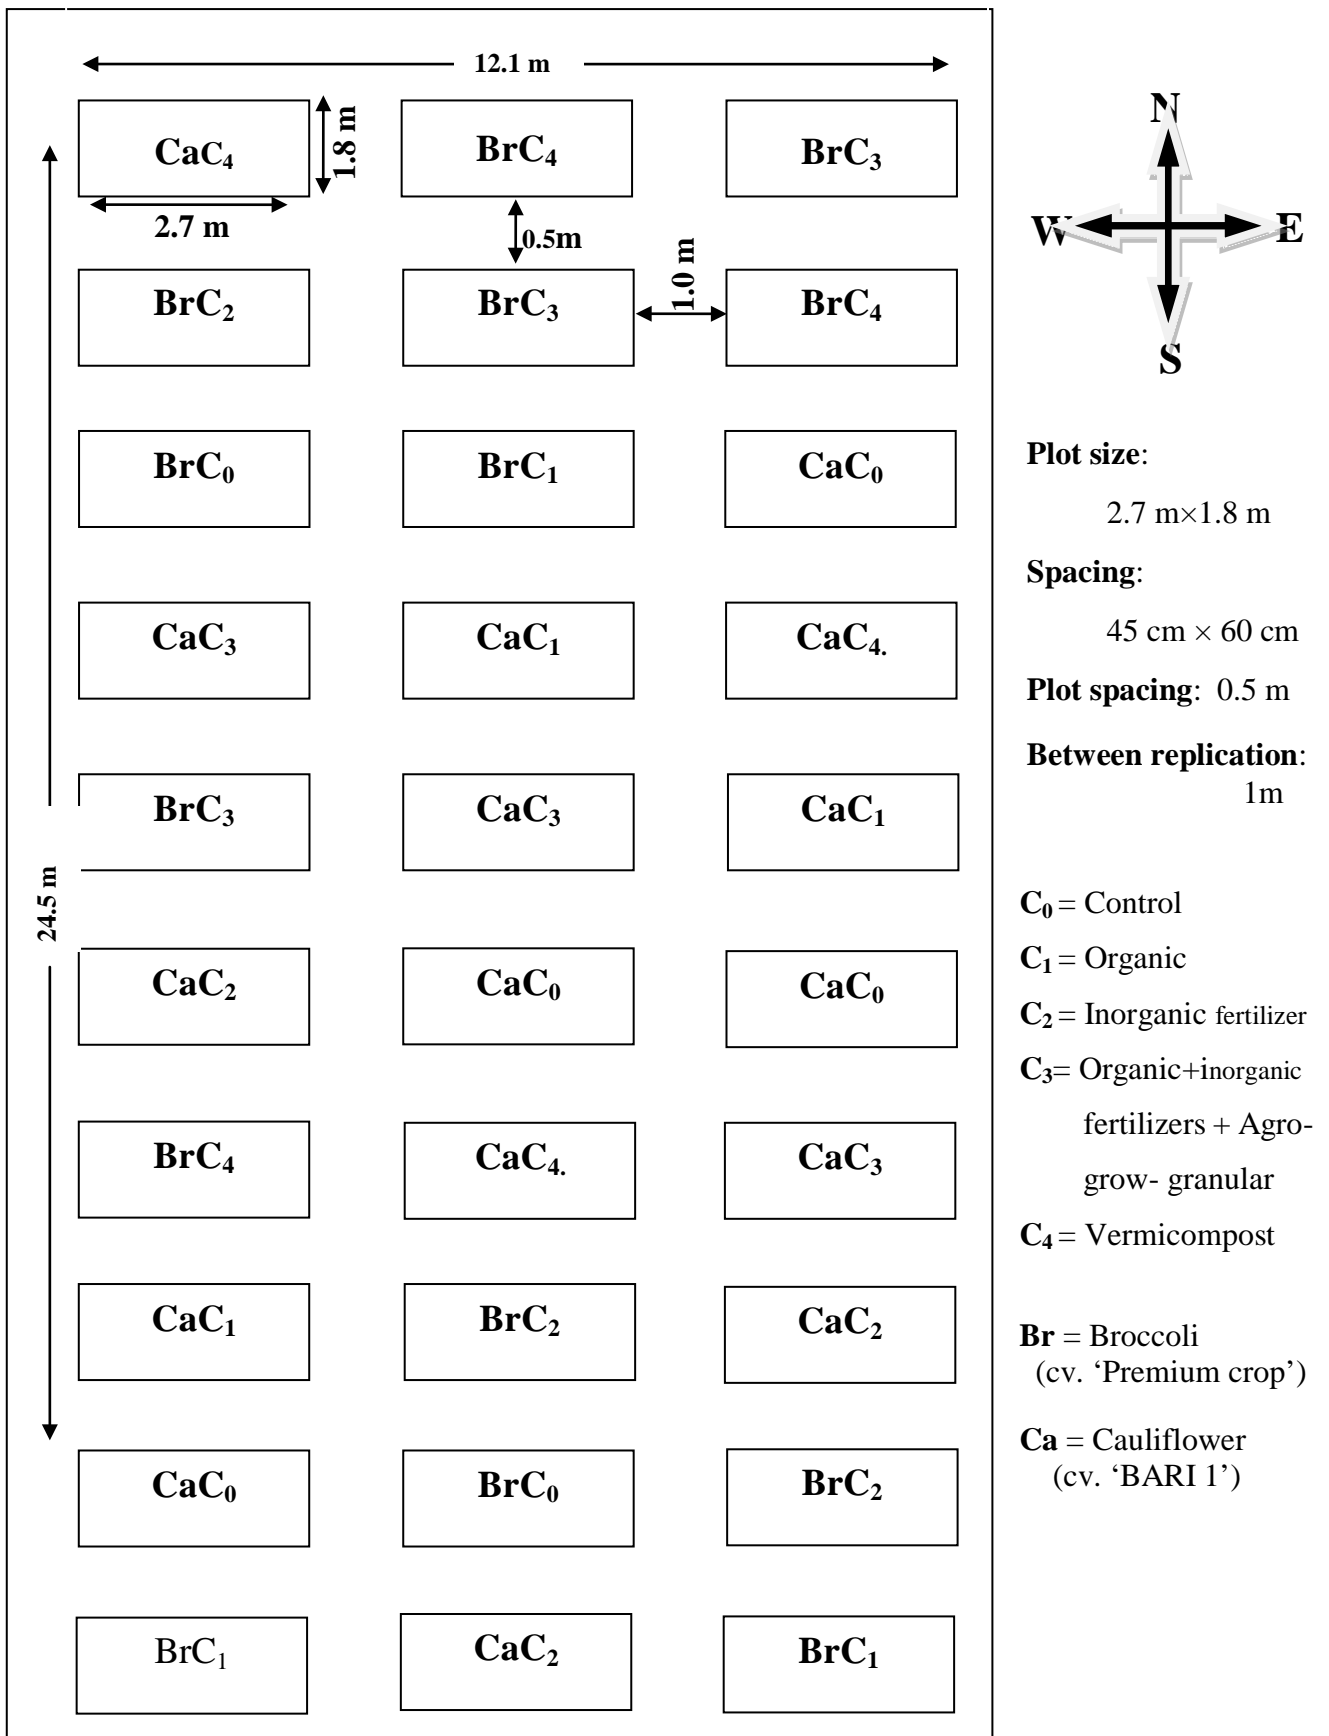 12.1 m
CaC₄
1.8 m
BrC₄
BrC₃
2.7 m
0.5m
BrC₂
BrC₃
1.0 m
BrC₄
BrC₀
BrC₁
CaC₀
CaC₃
CaC₁
CaC₄.
BrC₃
CaC₃
CaC₁
24.5 m
CaC₂
CaC₀
CaC₀
BrC₄
CaC₄.
CaC₃
CaC₁
BrC₂
CaC₂
CaC₀
BrC₀
BrC₂
BrC₁
CaC₂
BrC₁
N
W
E
S
Plot size:
2.7 m×1.8 m
Spacing:
45 cm × 60 cm
Plot spacing: 0.5 m
Between replication:
1m
C₀ = Control
C₁ = Organic
C₂ = Inorganic fertilizer
C₃= Organic+inorganic
fertilizers + Agro-
grow- granular
C₄ = Vermicompost
Br = Broccoli
(cv. ‘Premium crop’)
Ca = Cauliflower
(cv. ‘BARI 1’)